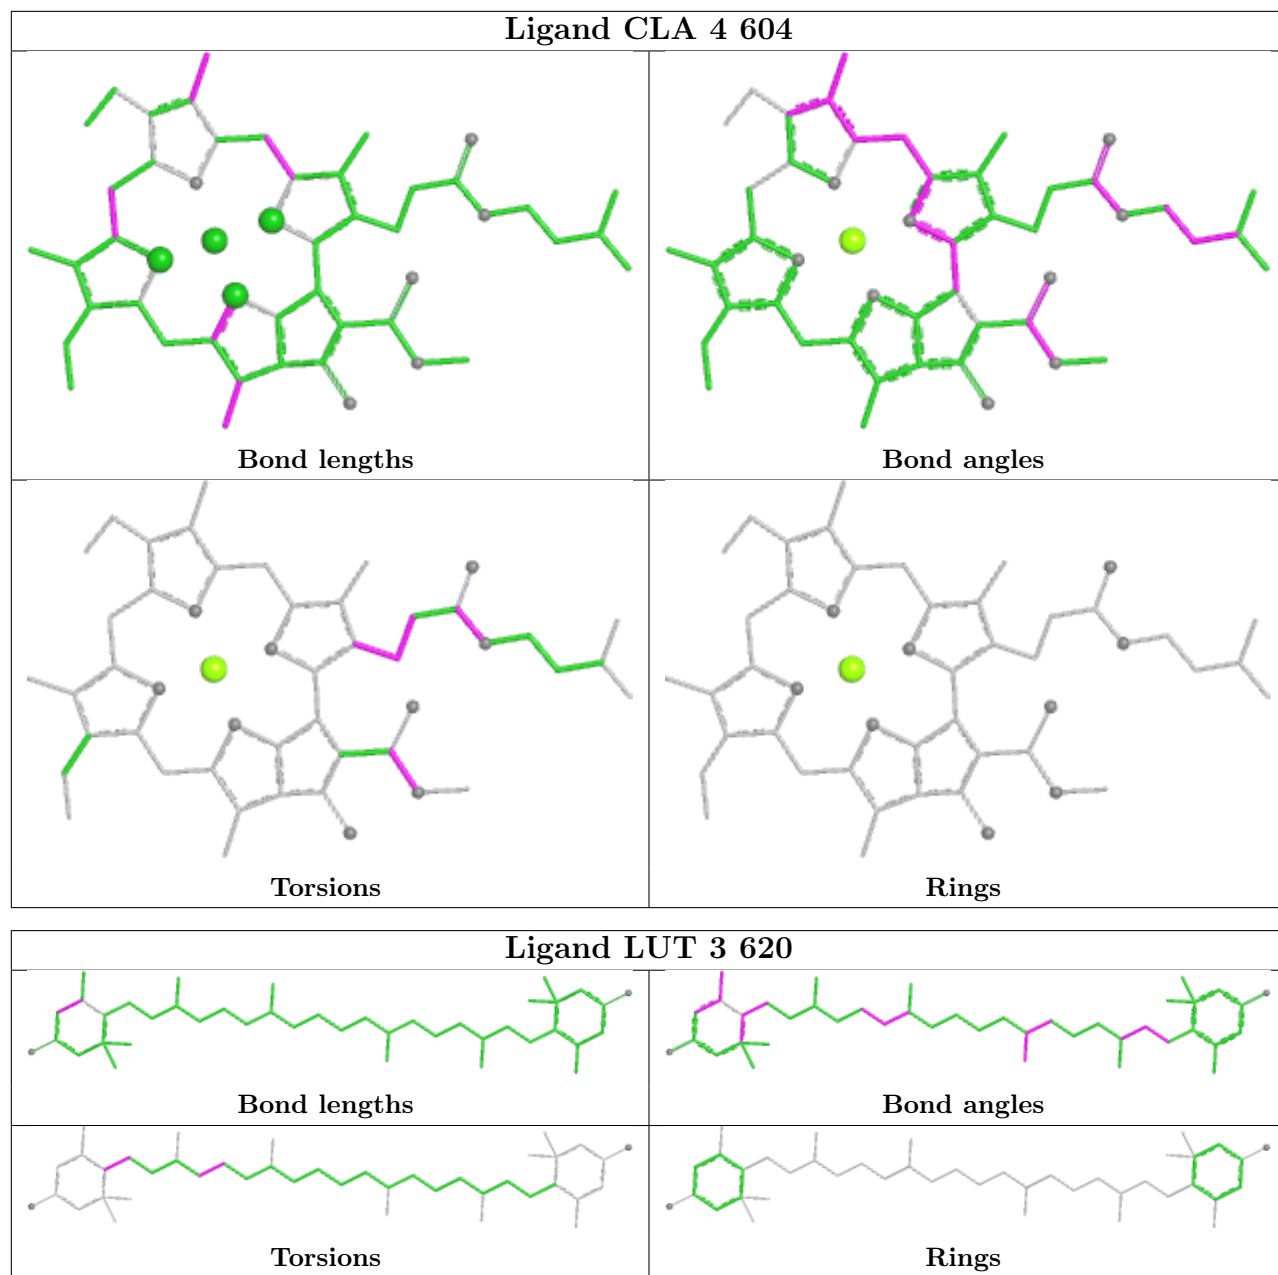 Ligand CLA 4 604
Bond lengths
Bond angles
Torsions
Rings
Ligand LUT 3 620
Bond lengths
Bond angles
Torsions
Rings